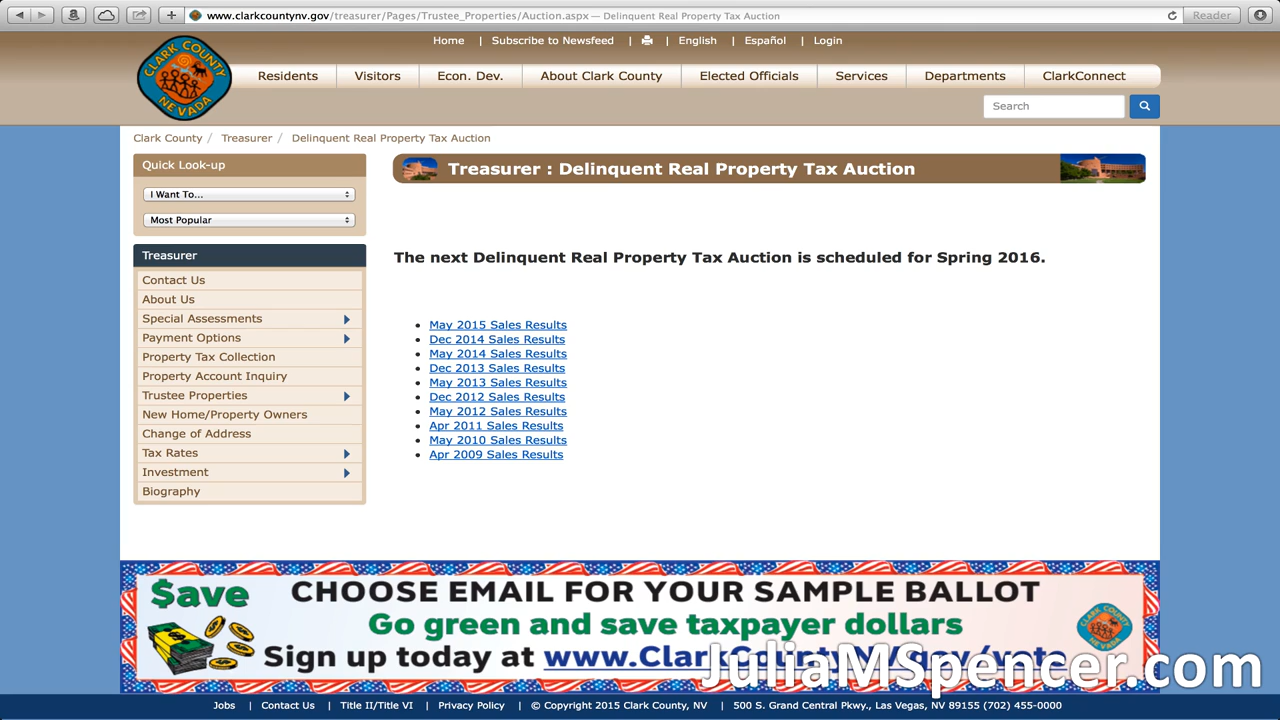 www.clarkcountynv.gov/treasurer/Pages/Trustee_Properties/Auction.aspx — Delinquent Real Property Tax Auction
Reader
Home | Subscribe to Newsfeed | | English | Español | Login
CLARK COUNTY
NEVADA
Residents
Visitors
Econ. Dev.
About Clark County
Elected Officials
Services
Departments
ClarkConnect
Search
Clark County / Treasurer / Delinquent Real Property Tax Auction
Quick Look-up
I Want To...
Most Popular
Treasurer
Contact Us
About Us
Special Assessments
Payment Options
Property Tax Collection
Property Account Inquiry
Trustee Properties
New Home/Property Owners
Change of Address
Tax Rates
Investment
Biography
Treasurer : Delinquent Real Property Tax Auction
The next Delinquent Real Property Tax Auction is scheduled for Spring 2016.
May 2015 Sales Results
Dec 2014 Sales Results
May 2014 Sales Results
Dec 2013 Sales Results
May 2013 Sales Results
Dec 2012 Sales Results
May 2012 Sales Results
Apr 2011 Sales Results
May 2010 Sales Results
Apr 2009 Sales Results
$ave
CHOOSE EMAIL FOR YOUR SAMPLE BALLOT
Go green and save taxpayer dollars
Sign up today at www.ClarkCountyNV.gov/vote
JuliaMSpencer.com
Jobs | Contact Us | Title II/Title VI | Privacy Policy | © Copyright 2015 Clark County, NV | 500 S. Grand Central Pkwy., Las Vegas, NV 89155 (702) 455-0000